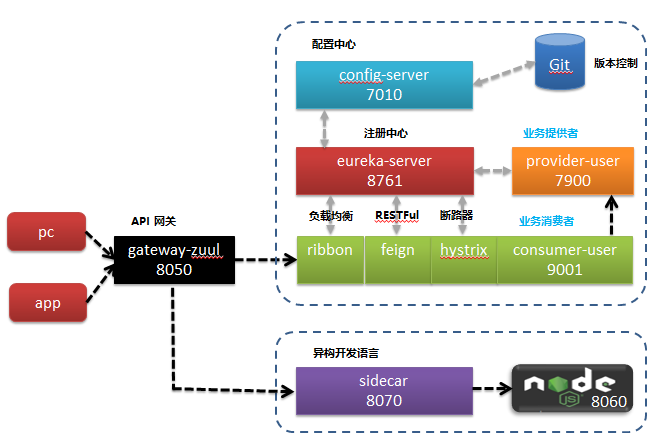 配置中心
config-server
7010
Git
版本控制
注册中心
eureka-server
8761
业务提供者
provider-user
7900
负载均衡
RESTFul
断路器
业务消费者
API 网关
pc
app
gateway-zuul
8050
ribbon
feign
hystrix
consumer-user
9001
异构开发语言
sidecar
8070
node
JS
8060